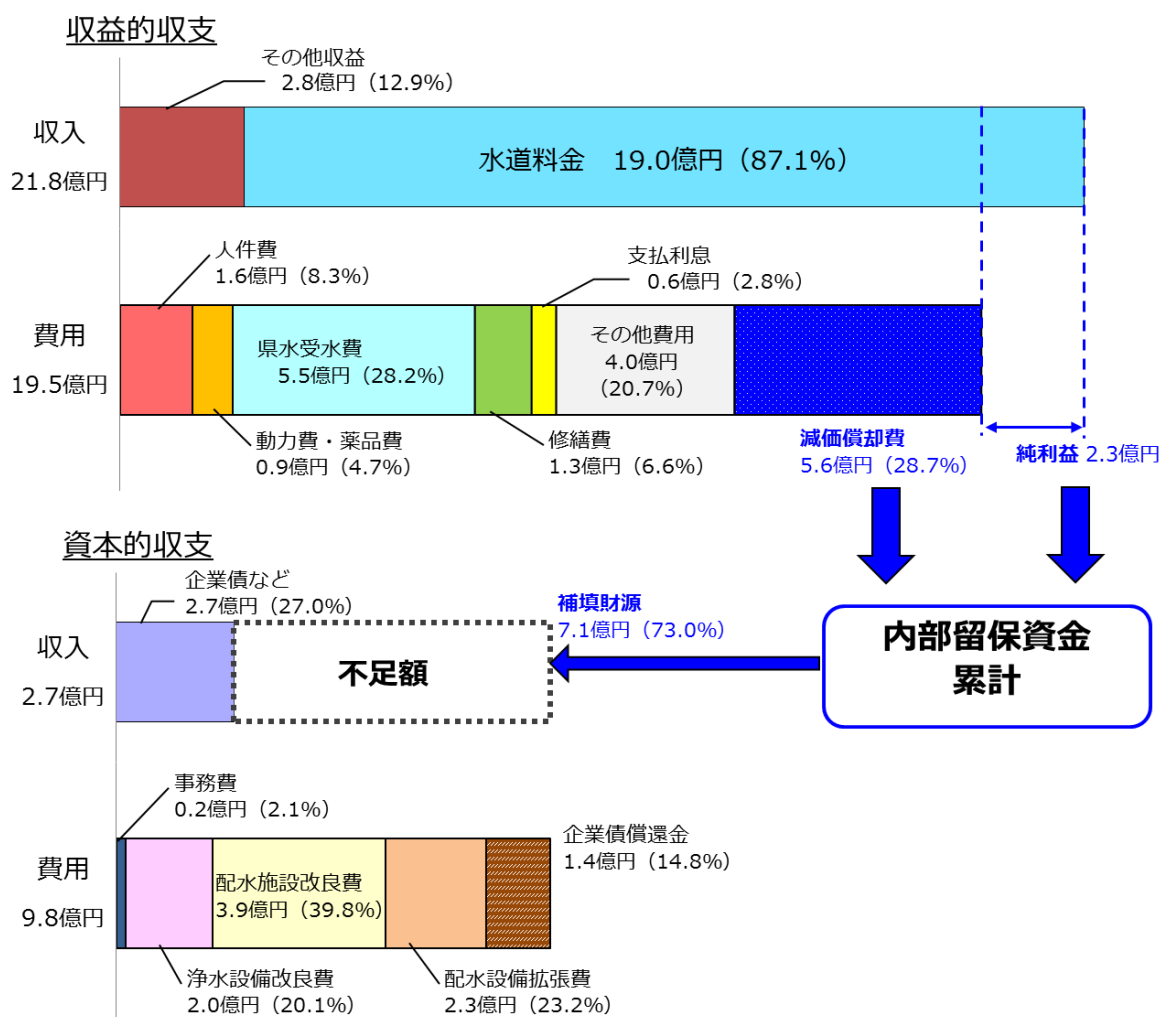 収益的収支
その他収益
2.8億円（12.9%）
収入
21.8億円
水道料金　19.0億円（87.1%）
人件費
1.6億円（8.3%）
支払利息
0.6億円（2.8%）
費用
19.5億円
県水受水費
5.5億円（28.2%）
その他費用
4.0億円
（20.7%）
動力費・薬品費
0.9億円（4.7%）
修繕費
1.3億円（6.6%）
減価償却費
5.6億円（28.7%）
純利益 2.3億円
資本的収支
企業債など
2.7億円（27.0%）
補填財源
7.1億円（73.0%）
収入
2.7億円
不足額
内部留保資金
累計
事務費
0.2億円（2.1%）
企業債償還金
1.4億円（14.8%）
費用
9.8億円
配水施設改良費
3.9億円（39.8%）
浄水設備改良費
2.0億円（20.1%）
配水設備拡張費
2.3億円（23.2%）